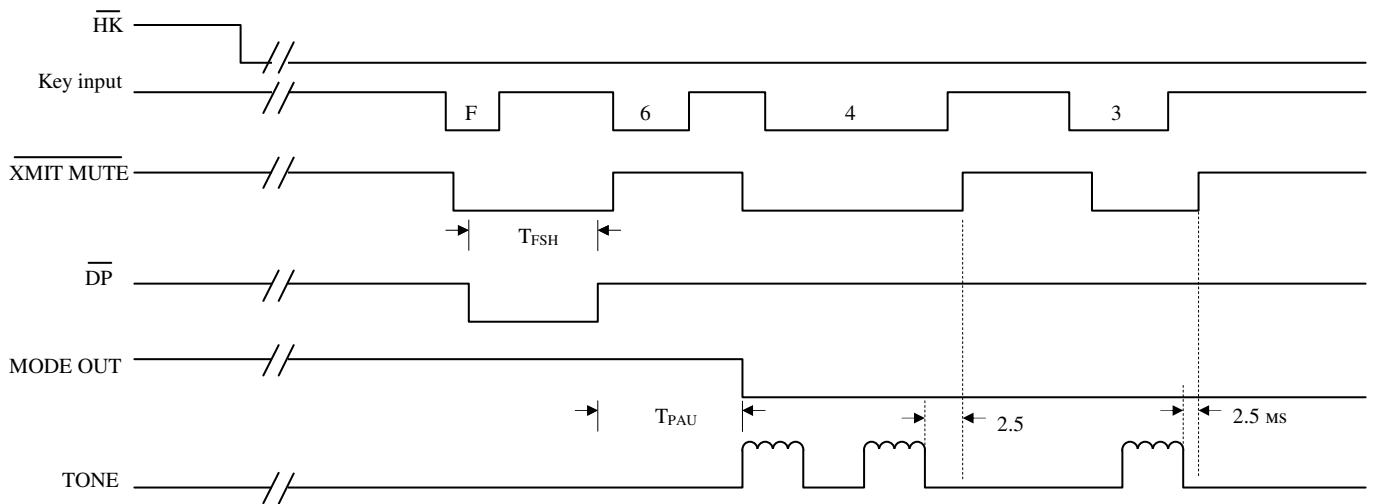 HK
Key input
F 6 4 3
XMIT MUTE
TFSH
DP
MODE OUT
TPAU 2.5 2.5 MS
TONE